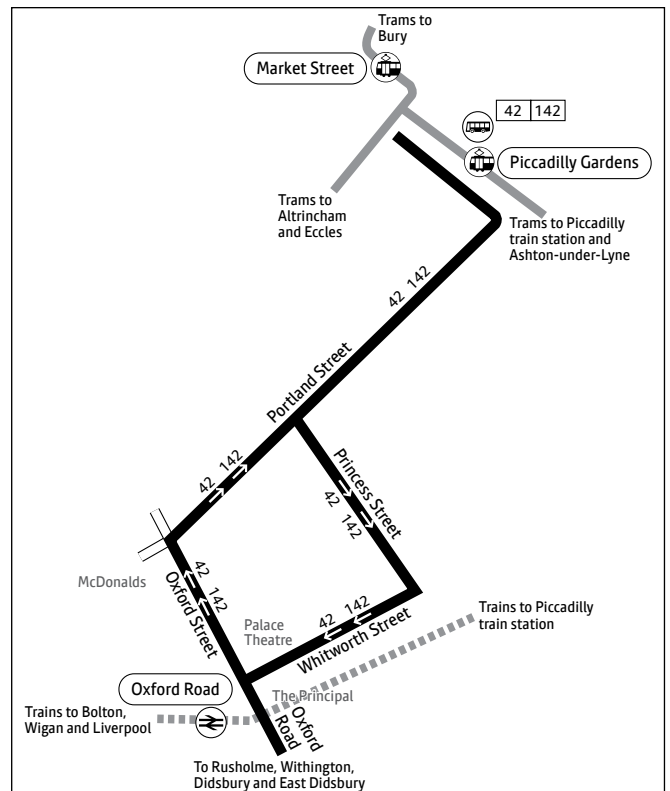 Trams to
Bury
Market Street
42 142
Piccadilly Gardens
Trams to
Altrincham
and Eccles
Trams to Piccadilly
train station and
Ashton-under-Lyne
42 142
Portland Street
42 142
Princess Street
42 142
42 142
Oxford Street
McDonalds
Palace
Theatre
42 142
Whitworth Street
Trains to Piccadilly
train station
Oxford Road
The Principal
Trains to Bolton,
Wigan and Liverpool
Oxford
Road
To Rusholme, Withington,
Didsbury and East Didsbury